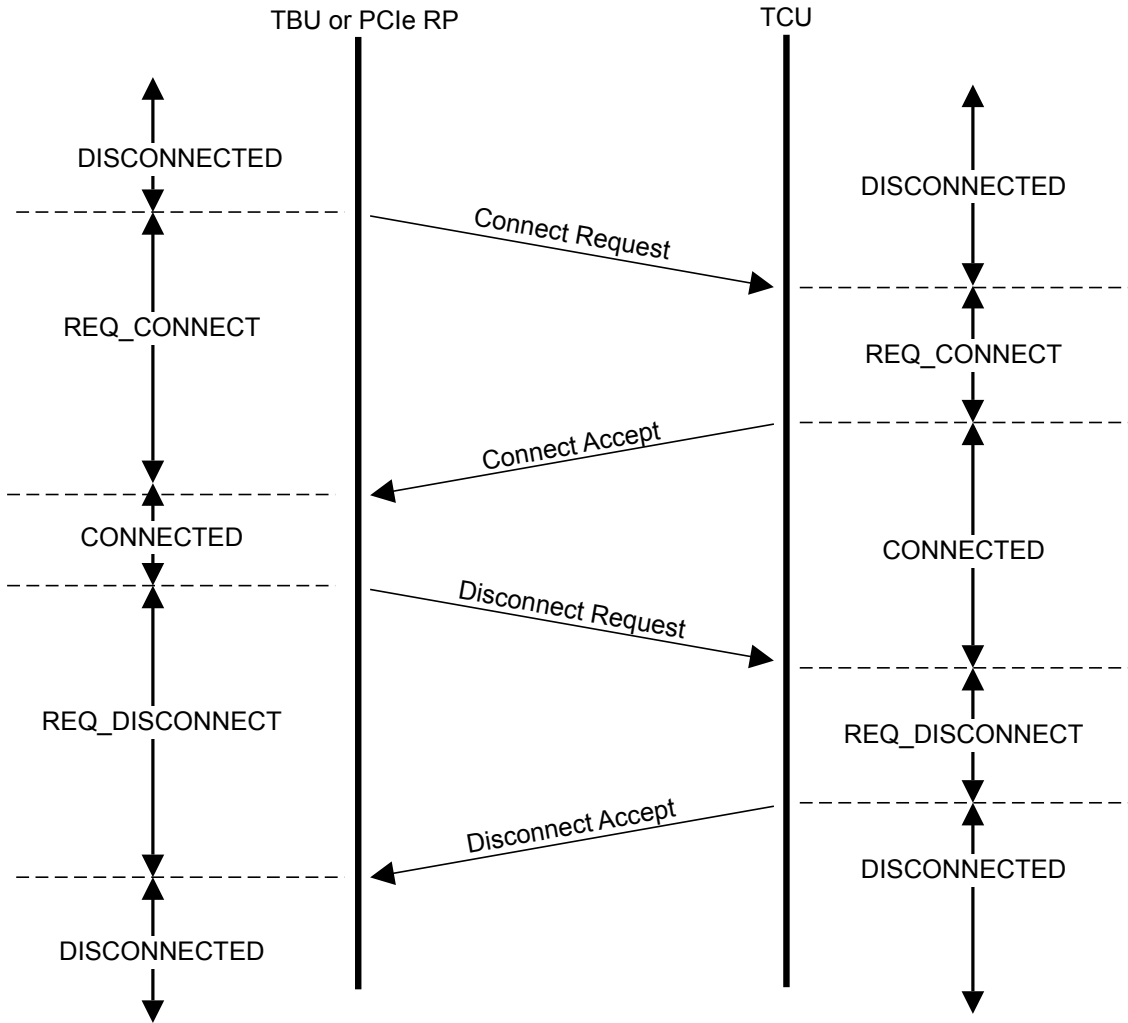 TBU or PCIe RP
TCU
DISCONNECTED
DISCONNECTED
Connect Request
REQ_CONNECT
REQ_CONNECT
Connect Accept
CONNECTED
CONNECTED
Disconnect Request
REQ_DISCONNECT
REQ_DISCONNECT
Disconnect Accept
DISCONNECTED
DISCONNECTED